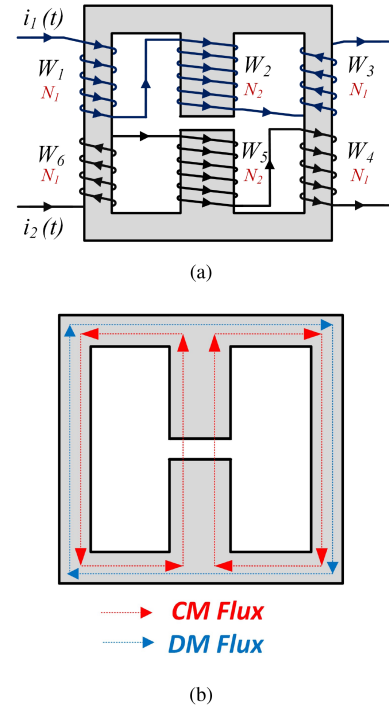 i1(t)
W1 W2 W3
N1 N2 N1
W6 W5 W4
N1 N2 N1
i2(t)
(a)
CM Flux
DM Flux
(b)